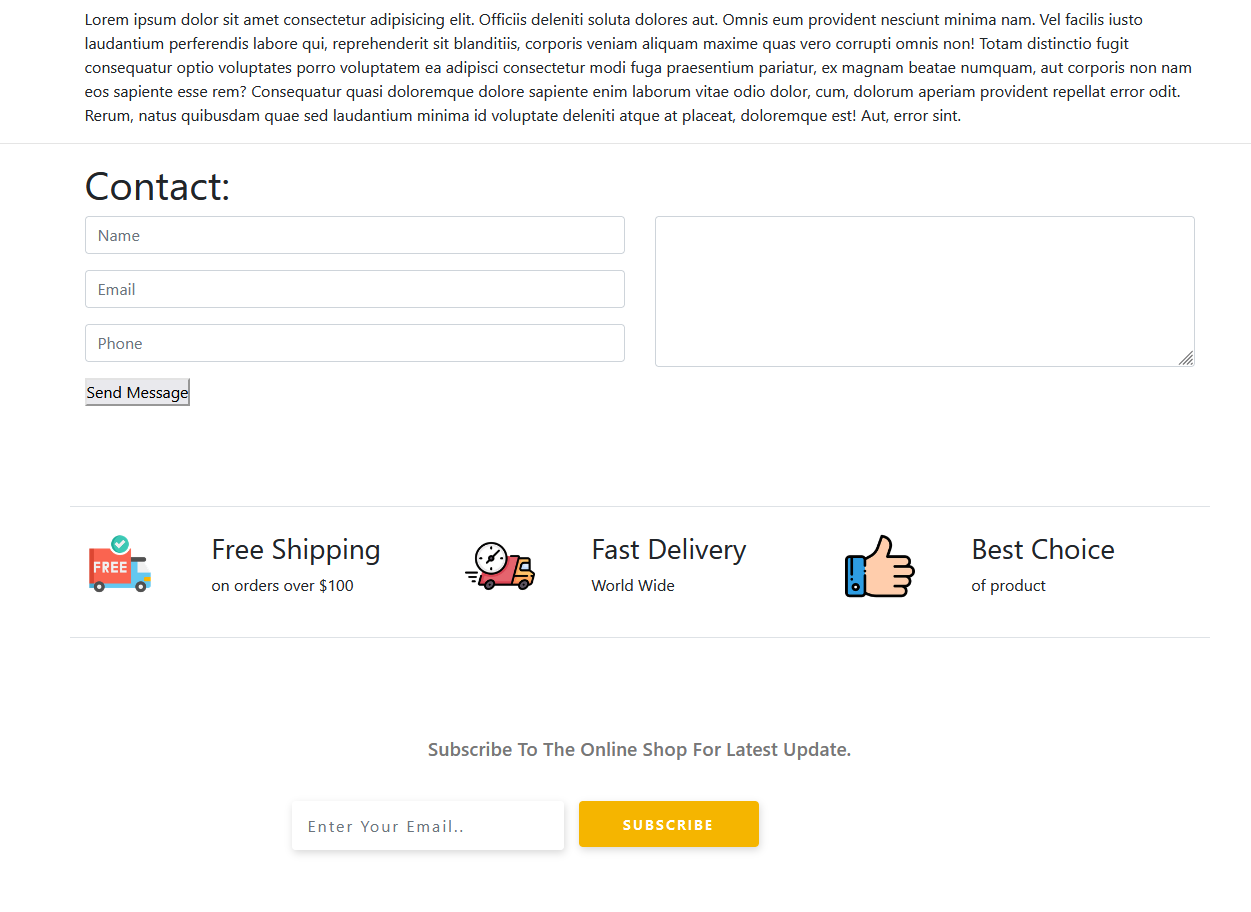 Lorem ipsum dolor sit amet consectetur adipisicing elit. Officiis deleniti soluta dolores aut. Omnis eum provident nesciunt minima nam. Vel facilis iusto
laudantium perferendis labore qui, reprehenderit sit blanditiis, corporis veniam aliquam maxime quas vero corrupti omnis non! Totam distinctio fugit
consequatur optio voluptates porro voluptatem ea adipisci consectetur modi fuga praesentium pariatur, ex magnam beatae numquam, aut corporis non nam
eos sapiente esse rem? Consequatur quasi doloremque dolore sapiente enim laborum vitae odio dolor, cum, dolorum aperiam provident repellat error odit.
Rerum, natus quibusdam quae sed laudantium minima id voluptate deleniti atque at placeat, doloremque est! Aut, error sint.
Contact:
Name
Email
Phone
Send Message
FREE
Free Shipping
on orders over $100
Fast Delivery
World Wide
Best Choice
of product
Subscribe To The Online Shop For Latest Update.
Enter Your Email..
SUBSCRIBE